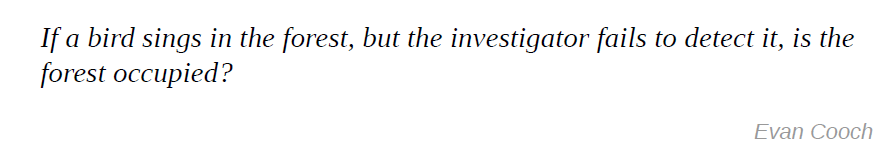 If a bird sings in the forest, but the investigator fails to detect it, is the
forest occupied?
Evan Cooch